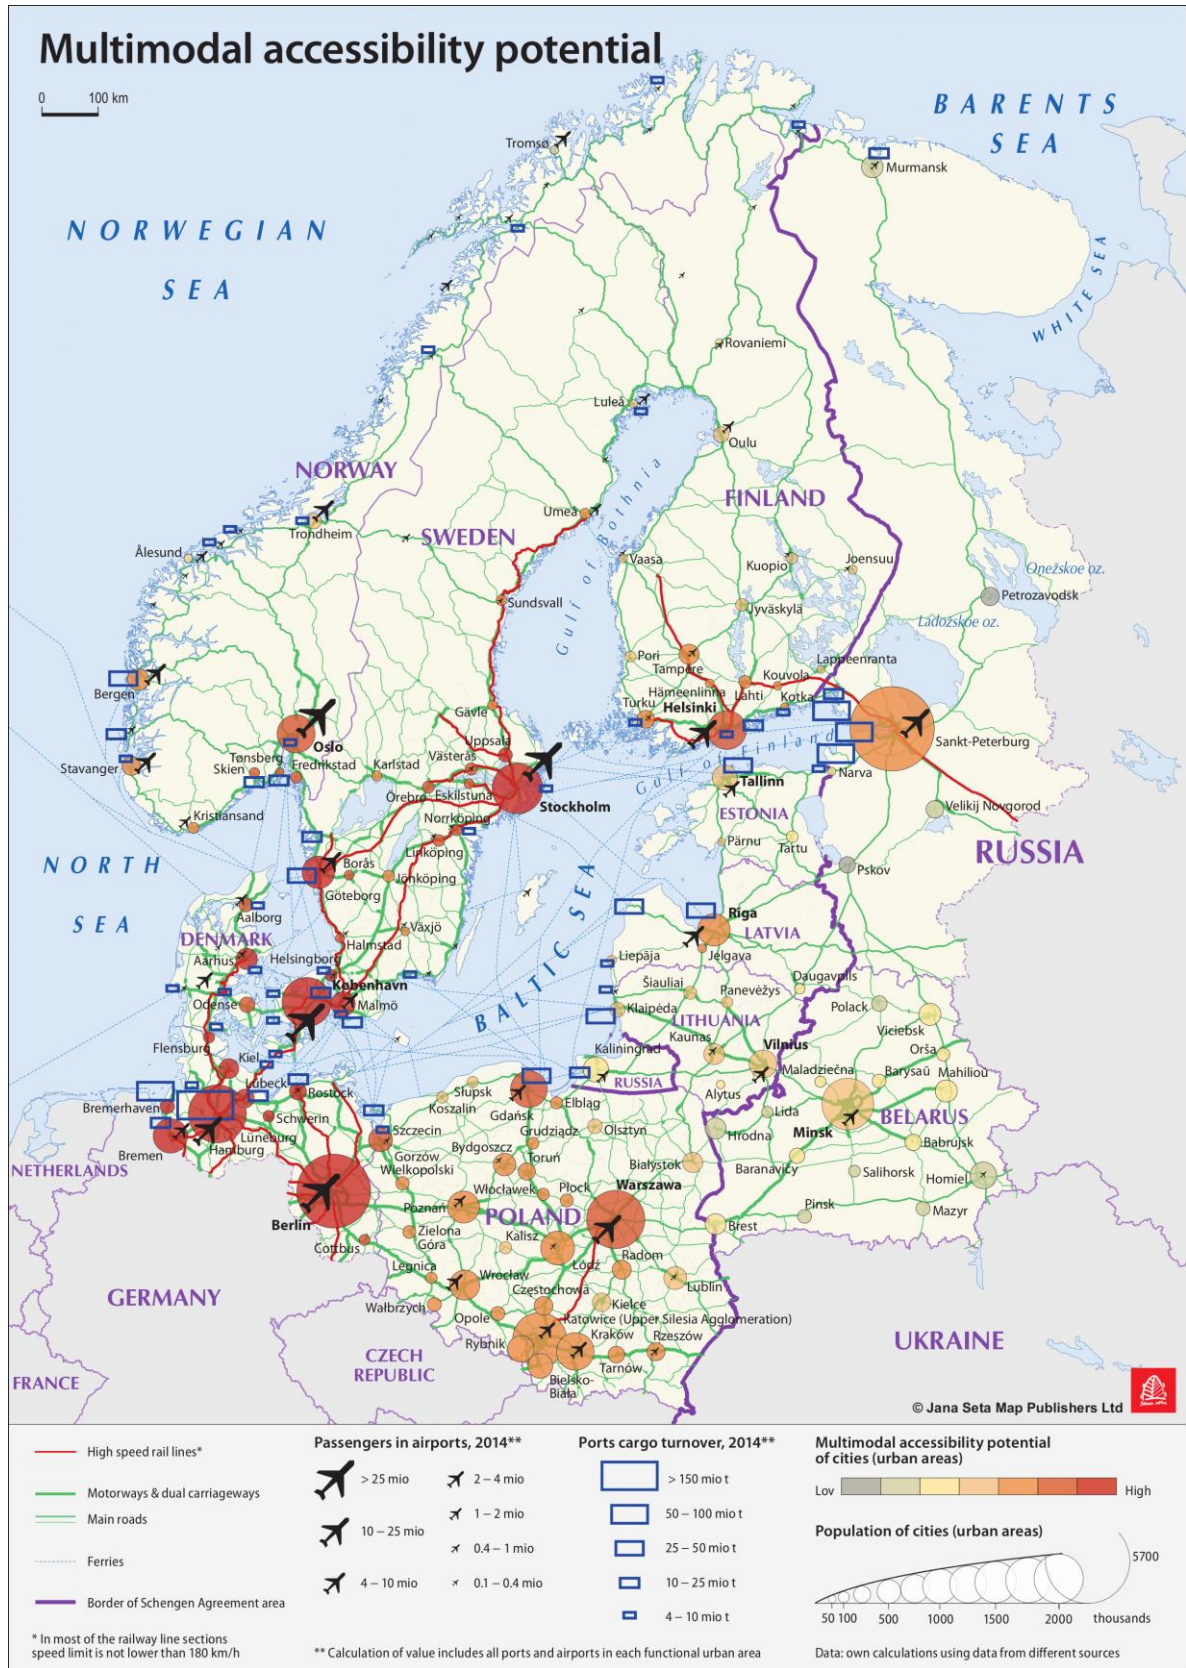 Multimodal accessibility potential
0 100 km
BARENTS
SEA
Tromsø
Murmansk
NORWEGIAN
SEA
WHITE SEA
Rovaniemi
Luleå
Oulu
NORWAY
FINLAND
Gulf of Bothnia
Umeå
Trondheim
SWEDEN
Ålesund
Vaasa
Kuopio
Joensuu
Onežskoe oz.
Petrozavodsk
Sundsvall
Jyväskylä
Ladožskoe oz.
Pori
Tampere
Lappeenranta
Bergen
Hämeenlinna
Lahti
Kouvola
Kotka
Gävle
Turku
Helsinki
Oslo
Uppsala
Gulf of Finland
Sankt-Peterburg
Stavanger
Tønsberg
Skien
Fredrikstad
Karlstad
Västerås
Tallinn
Narva
Örebro
Eskilstuna
Stockholm
Kristiansand
Norrköping
ESTONIA
Velikij Novgorod
Linköping
Pärnu
Tartu
RUSSIA
NORTH
SEA
Borås
Göteborg
Jönköping
Pskov
Aalborg
BALTIC SEA
Rīga
DENMARK
Växjö
LATVIA
Halmstad
Aarhus
Helsingborg
Liepāja
Jelgava
København
Šiauliai
Daugavpils
Panevėžys
Odense
Malmö
Klaipėda
Polack
LITHUANIA
Viciebsk
Flensburg
Kaunas
Vilnius
Kaliningrad
Orša
Kiel
Maladziečna
Barysaŭ
Mahilioŭ
RUSSIA
Lübeck
Rostock
Słupsk
Alytus
Bremerhaven
Koszalin
Gdańsk
Elbląg
Lida
BELARUS
Schwerin
Grudziądz
Olsztyn
Hrodna
Minsk
Lüneburg
Szczecin
Babrujsk
Bremen
Hamburg
Bydgoszcz
Gorzów
Wielkopolski
Toruń
Białystok
Baranavičy
Salihorsk
Homiel
NETHERLANDS
Włocławek
Płock
Warszawa
Pinsk
Mazyr
Poznań
POLAND
Berlin
Brest
Zielona
Góra
Kalisz
Cottbus
Łódź
Radom
Legnica
Wrocław
Lublin
Częstochowa
GERMANY
Wałbrzych
Kielce
Opole
Katowice (Upper Silesia Agglomeration)
Rybnik
Kraków
Rzeszów
UKRAINE
CZECH
REPUBLIC
Tarnów
Bielsko-
Biała
FRANCE
© Jana Seta Map Publishers Ltd
High speed rail lines*
Motorways & dual carriageways
Main roads
Ferries
Border of Schengen Agreement area
* In most of the railway line sections
speed limit is not lower than 180 km/h
Passengers in airports, 2014**
> 25 mio
10 – 25 mio
4 – 10 mio
2 – 4 mio
1 – 2 mio
0.4 – 1 mio
0.1 – 0.4 mio
** Calculation of value includes all ports and airports in each functional urban area
Ports cargo turnover, 2014**
> 150 mio t
50 – 100 mio t
25 – 50 mio t
10 – 25 mio t
4 – 10 mio t
Multimodal accessibility potential
of cities (urban areas)
Lov High
Population of cities (urban areas)
5700
50 100 500 1000 1500 2000 thousands
Data: own calculations using data from different sources